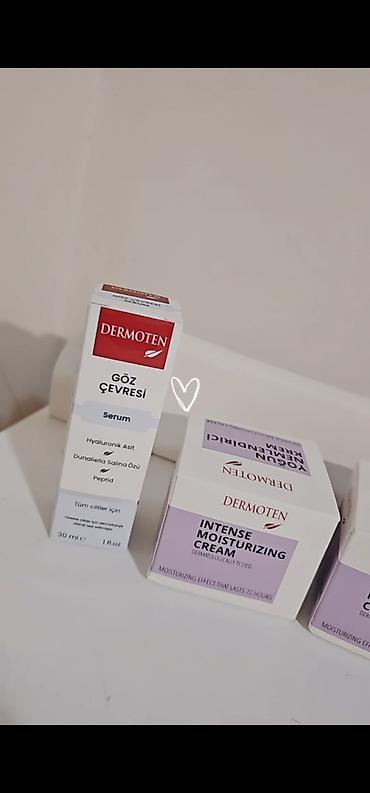 DERMOTEN
GÖZ
ÇEVRESİ
Serum
Hyaluronik Asit
Dunaliella Salina Özü
Peptid
Tüm ciltler için
30 ml e 1 fl.oz
YOĞUN
NEMLENDİRİCİ
KREM
DERMOTEN
DERMOTEN
INTENSE
MOISTURIZING
CREAM
DERMATOLOGICALLY TESTED
MOISTURIZING EFFECT THAT LASTS 72 HOURS
MOISTURIZING